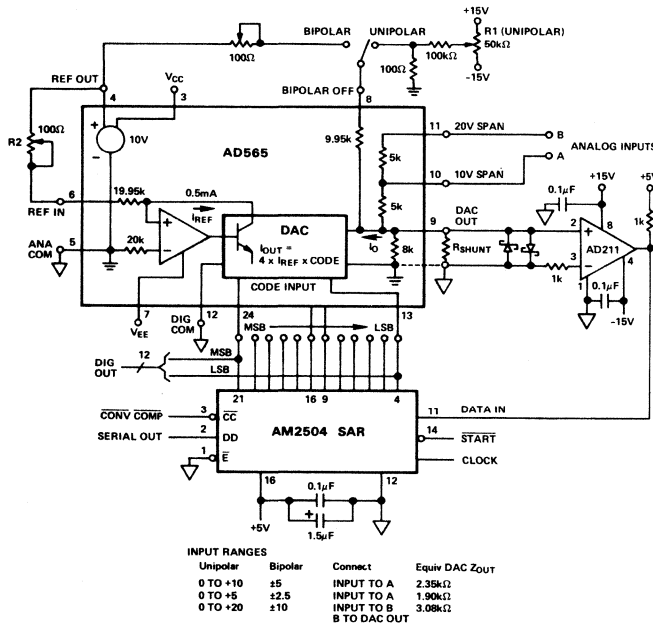 +15V
BIPOLAR
UNIPOLAR
R1 (UNIPOLAR)
50kΩ
100Ω
100kΩ
100Ω
-15V
REF OUT
4
VCC
3
BIPOLAR OFF
8
R2
100Ω
+
10V
-
AD565
9.95k
11
20V SPAN
B
ANALOG INPUTS
5k
10
10V SPAN
A
+15V
+5V
6
19.95k
0.5mA
5k
0.1μF
1k
REF IN
IREF
DAC
9
DAC OUT
2
8
+
ANA COM
5
20k
+
-
IOUT =
4 x IREF x CODE
IO
8k
RSHUNT
AD211
3
-
4
CODE INPUT
1k
1
0.1μF
7
VEE
12
DIG COM
24
13
-15V
MSB
LSB
DIG OUT
12
MSB
LSB
21
16
9
4
CONV COMP
3
CC
AM2504 SAR
11
DATA IN
SERIAL OUT
2
DD
14
START
1
E
CLOCK
16
12
0.1μF
+5V
+
1.5μF
INPUT RANGES
Unipolar Bipolar Connect Equiv DAC ZOUT
0 TO +10 ±5 INPUT TO A 2.35kΩ
0 TO +5 ±2.5 INPUT TO A 1.90kΩ
0 TO +20 ±10 INPUT TO B 3.08kΩ
B TO DAC OUT